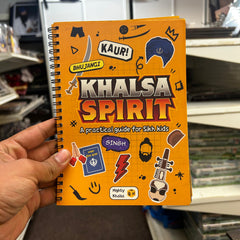 KAUR!
BHUJANGI
KHALSA
SPIRIT
A practical guide for Sikh kids
SINGH
Mighty
Khalsa